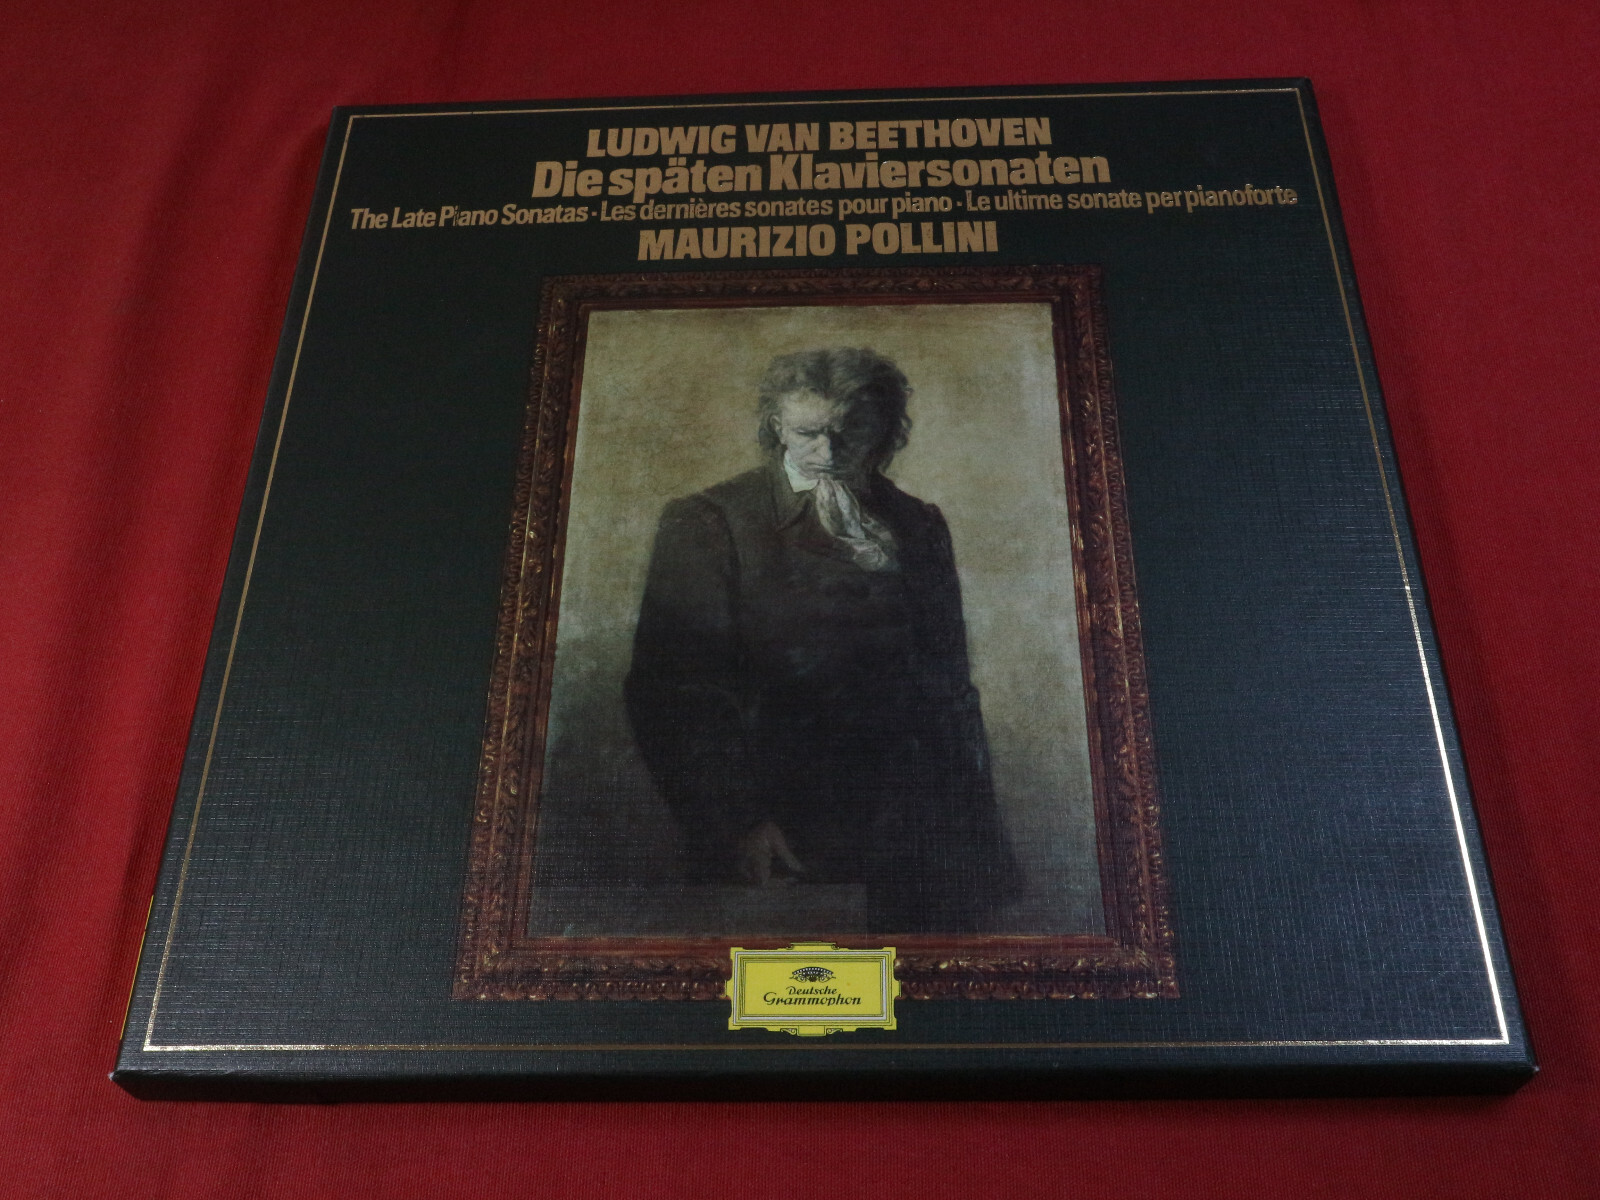 LUDWIG VAN BEETHOVEN
Die späten Klaviersonaten
The Late Piano Sonatas · Les dernières sonates pour piano · Le ultime sonate per pianoforte
MAURIZIO POLLINI
Deutsche
Grammophon